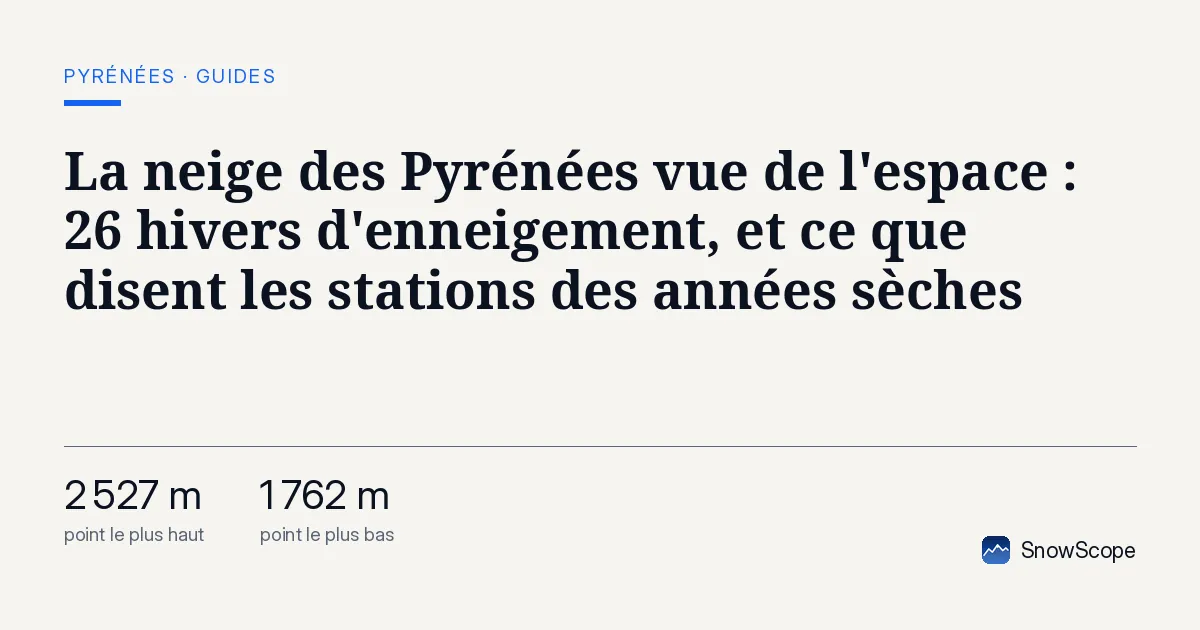 PYRÉNÉES · GUIDES
La neige des Pyrénées vue de l'espace :
26 hivers d'enneigement, et ce que
disent les stations des années sèches
2 527 m
1 762 m
point le plus haut
point le plus bas
SnowScope